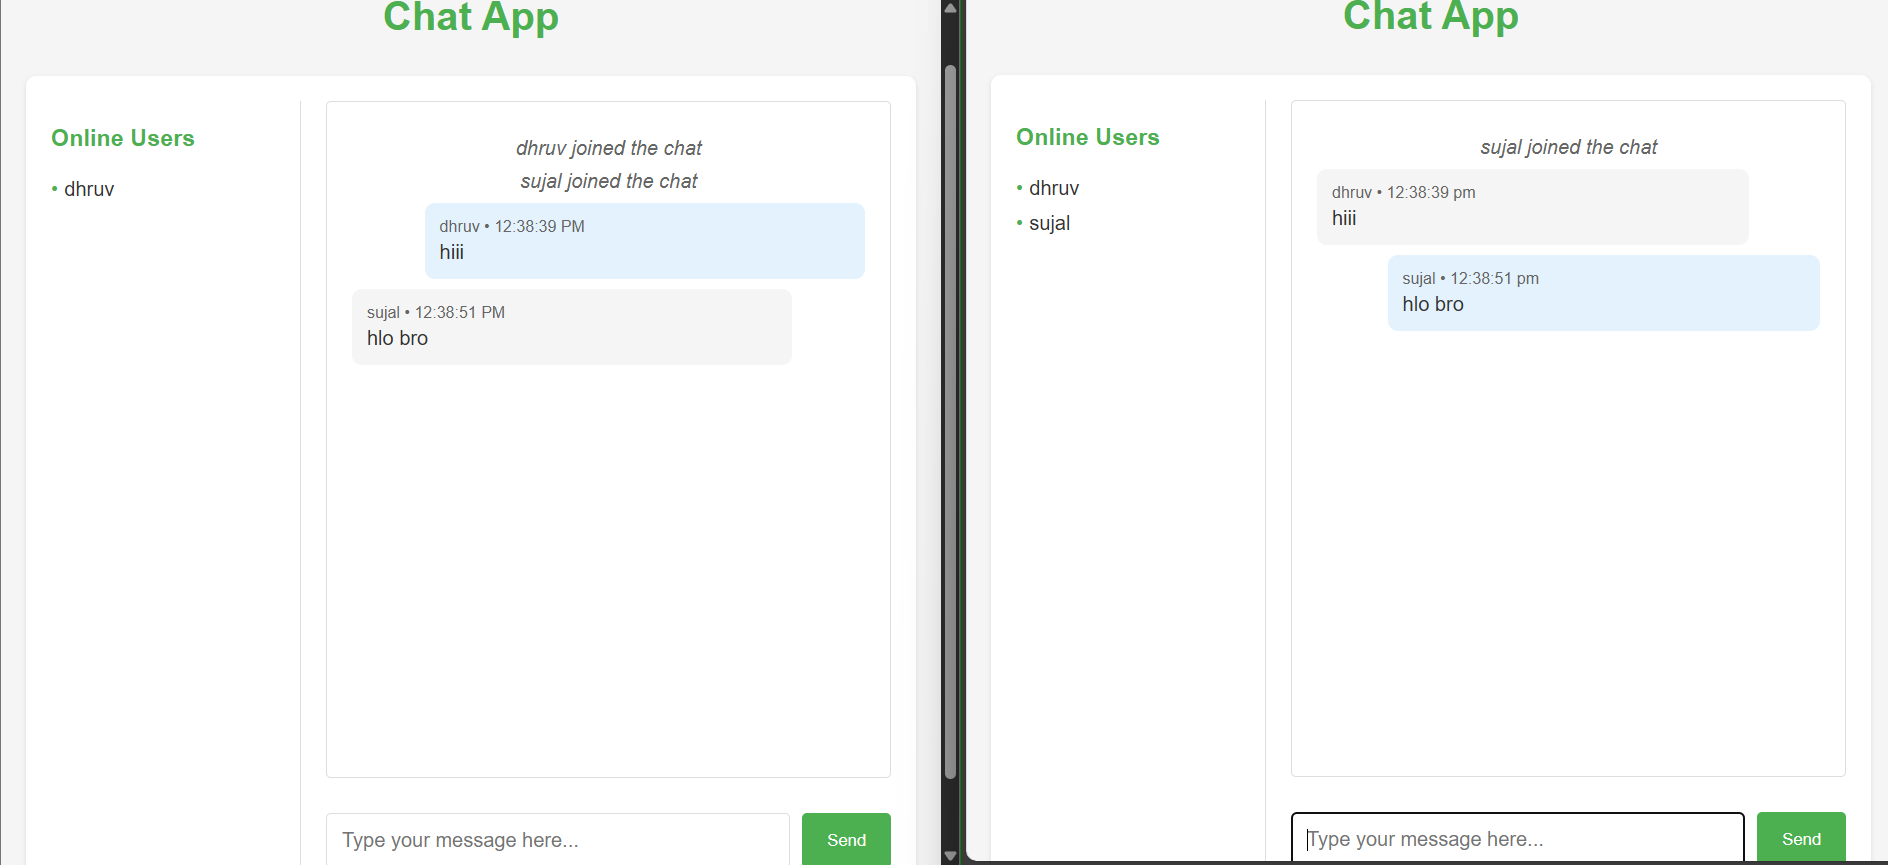 Chat App
Online Users
• dhruv
dhruv joined the chat
sujal joined the chat
dhruv • 12:38:39 PM
hiii
sujal • 12:38:51 PM
hlo bro
Type your message here...
Send
Chat App
Online Users
• dhruv
• sujal
sujal joined the chat
dhruv • 12:38:39 pm
hiii
sujal • 12:38:51 pm
hlo bro
Type your message here...
Send